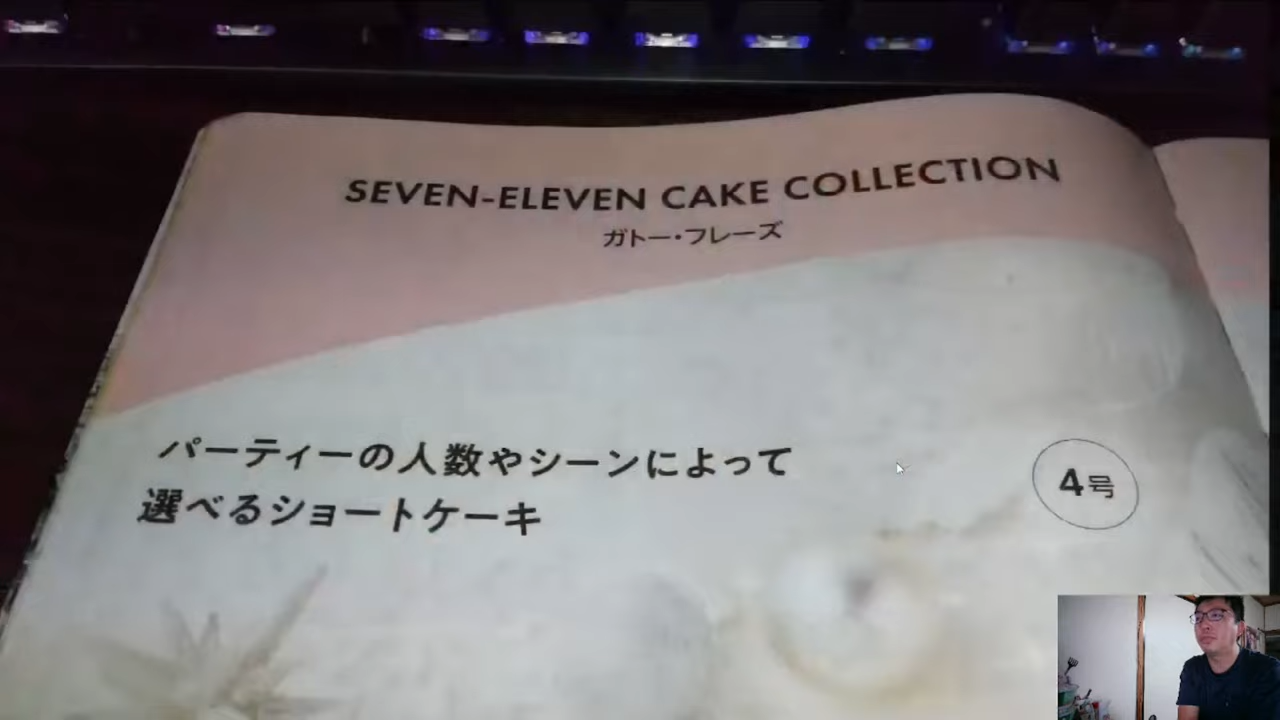 SEVEN-ELEVEN CAKE COLLECTION
ガトー・フレーズ
パーティーの人数やシーンによって
選べるショートケーキ
4号